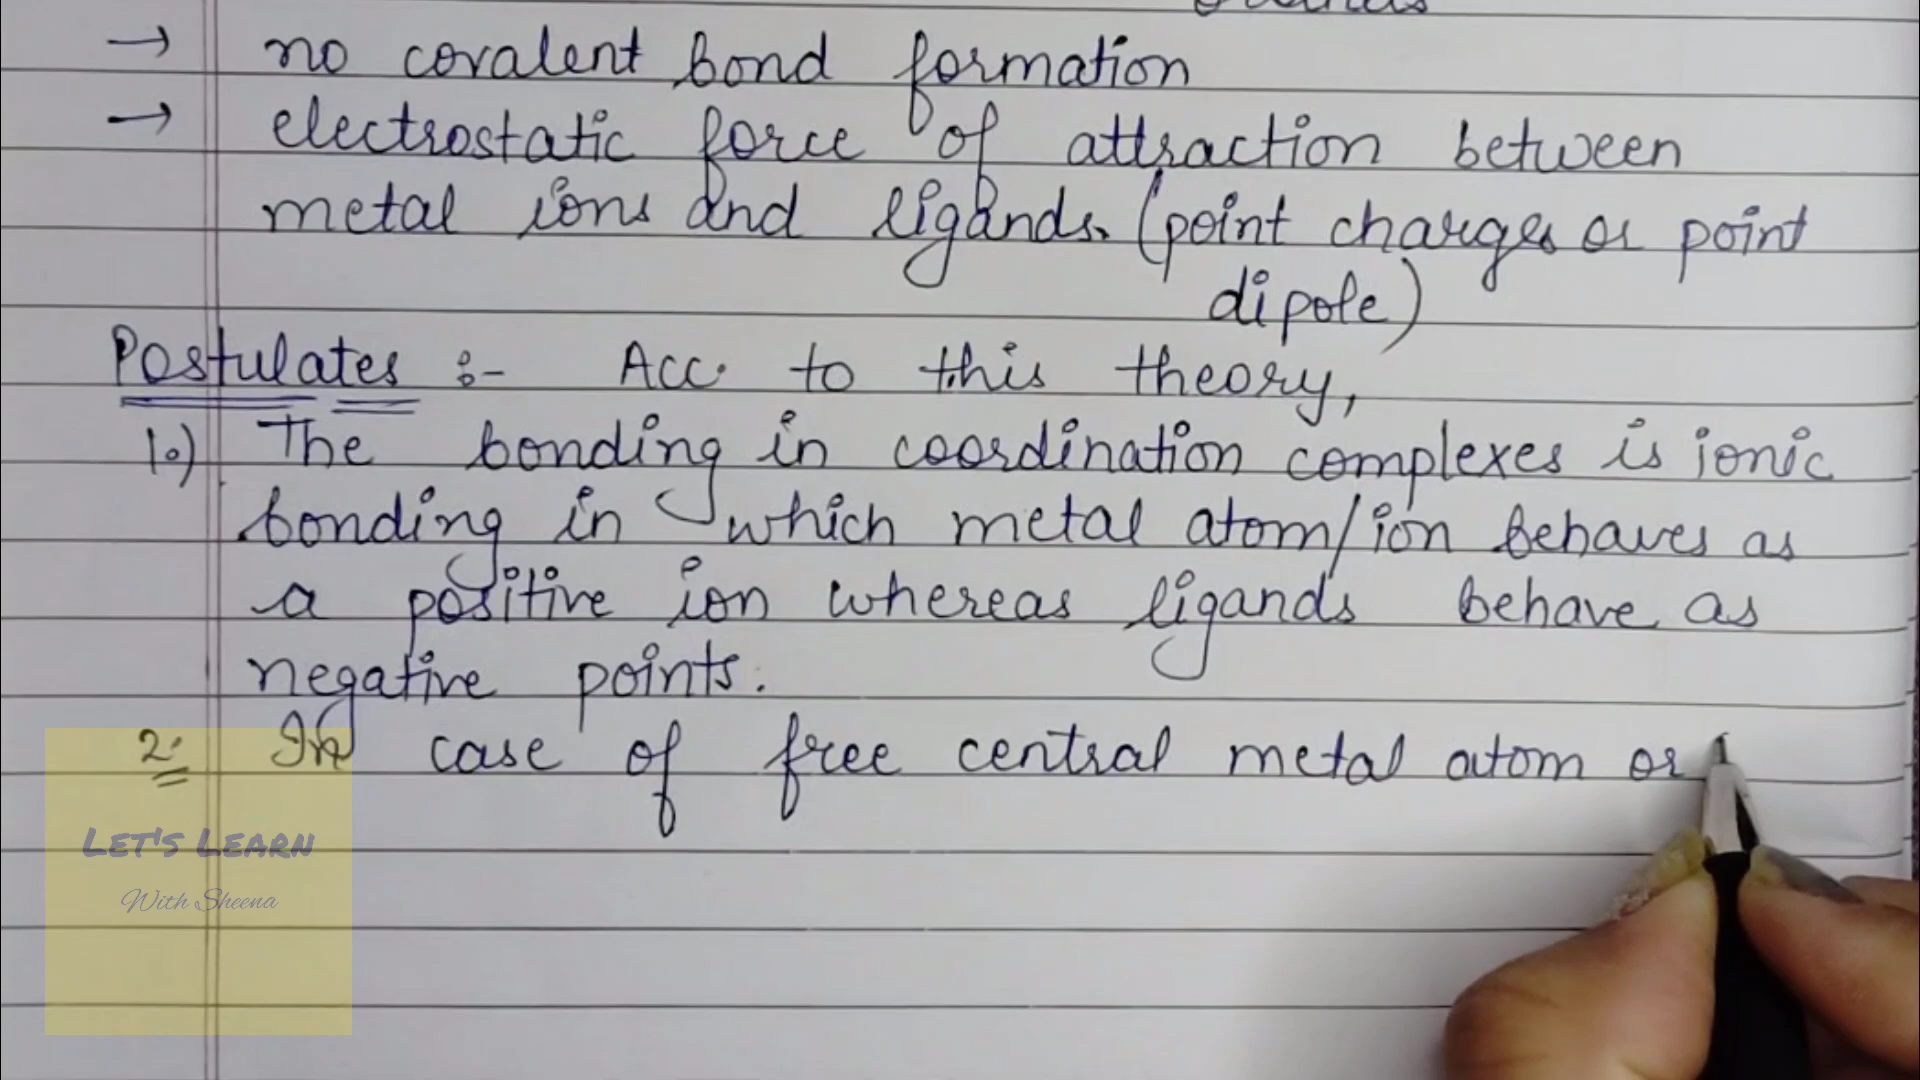 → no covalent bond formation
→ electrostatic force of attraction between
metal ions and ligands. (point charges or point
dipole)
Postulates :- Acc. to this theory,
1.) The bonding in coordination complexes is ionic
bonding in which metal atom/ion behaves as
a positive ion whereas ligands behave as
negative points.
2. In case of free central metal atom or
LET'S LEARN
With Sheena